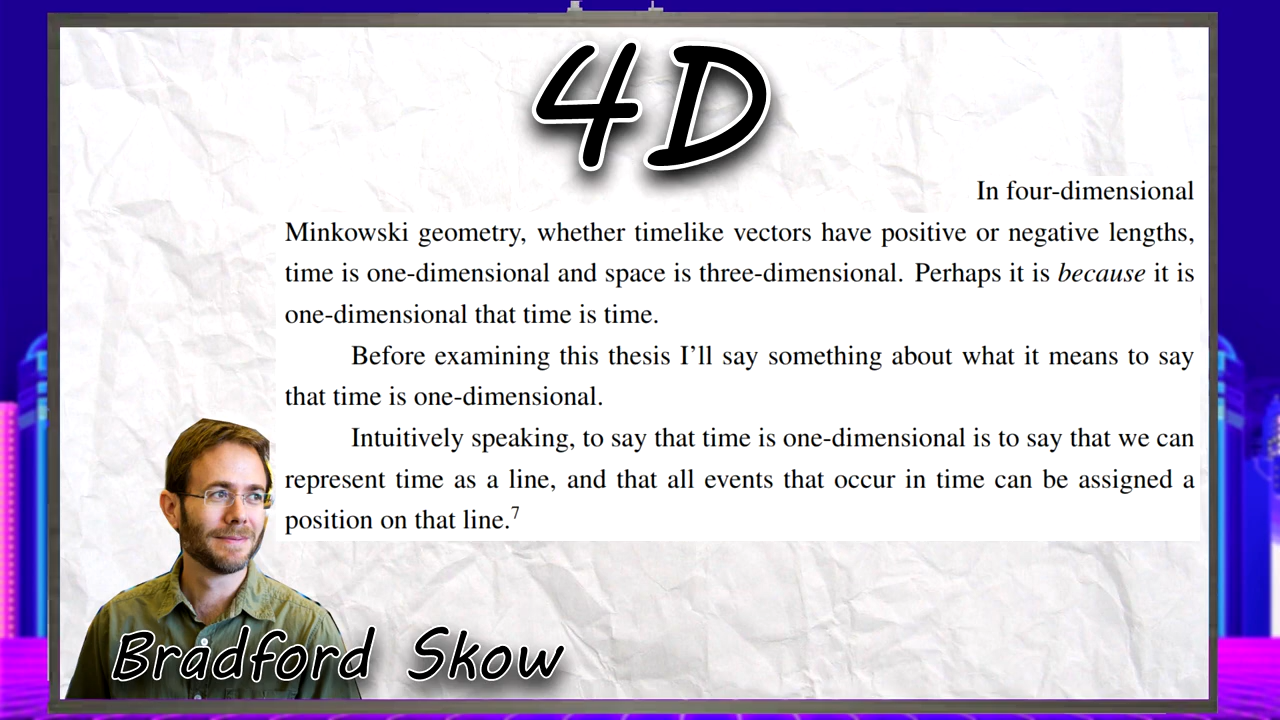 4D
In four-dimensional
Minkowski geometry, whether timelike vectors have positive or negative lengths,
time is one-dimensional and space is three-dimensional. Perhaps it is because it is
one-dimensional that time is time.
Before examining this thesis I’ll say something about what it means to say
that time is one-dimensional.
Intuitively speaking, to say that time is one-dimensional is to say that we can
represent time as a line, and that all events that occur in time can be assigned a
position on that line.7
Bradford Skow